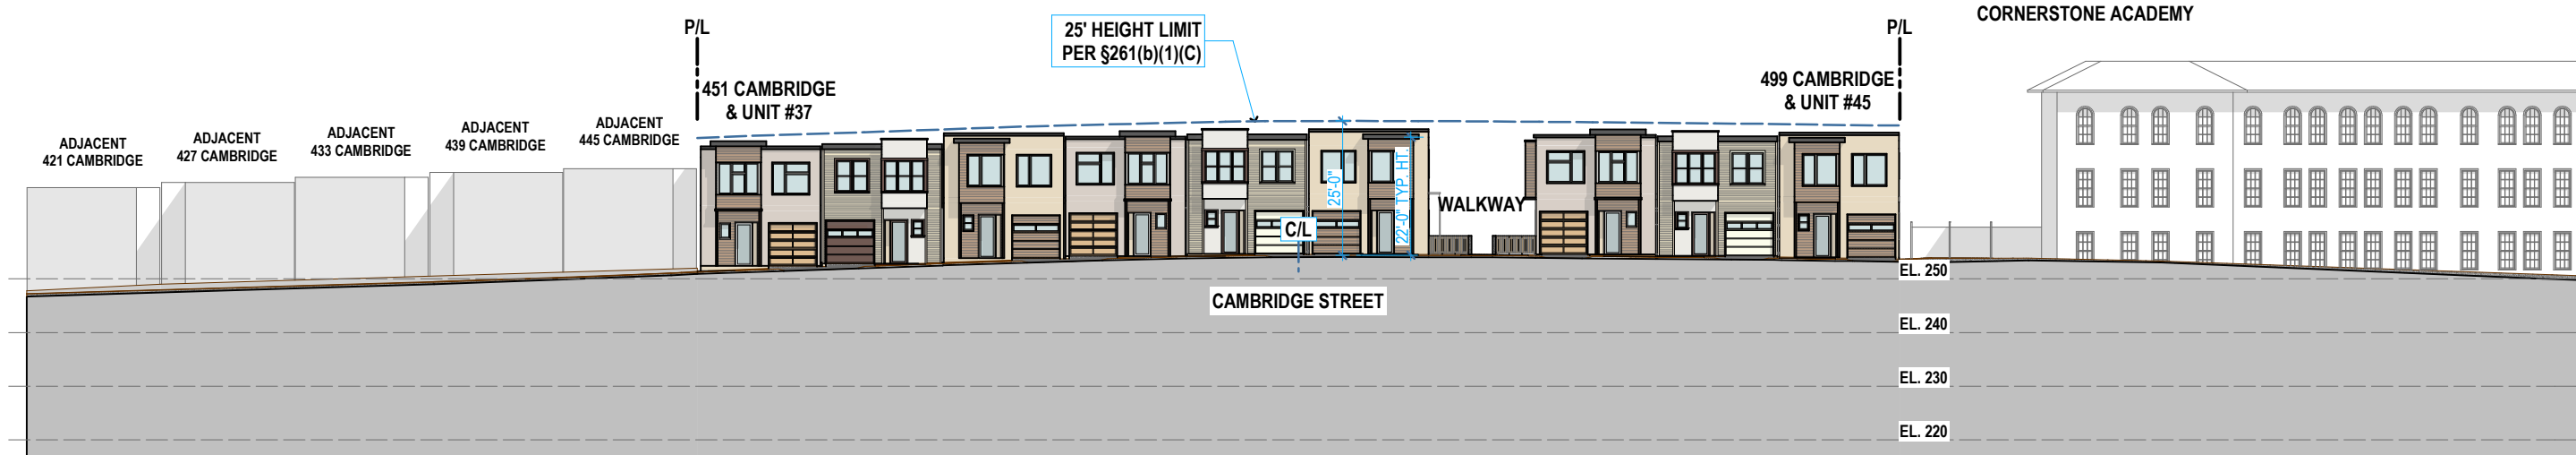 CORNERSTONE ACADEMY
P/L
25' HEIGHT LIMIT
PER §261(b)(1)(C)
P/L
451 CAMBRIDGE
& UNIT #37
499 CAMBRIDGE
& UNIT #45
ADJACENT
421 CAMBRIDGE
ADJACENT
427 CAMBRIDGE
ADJACENT
433 CAMBRIDGE
ADJACENT
439 CAMBRIDGE
ADJACENT
445 CAMBRIDGE
25'-0"
22'-0" TYP. HT.
WALKWAY
C/L
CAMBRIDGE STREET
EL. 250
EL. 240
EL. 230
EL. 220